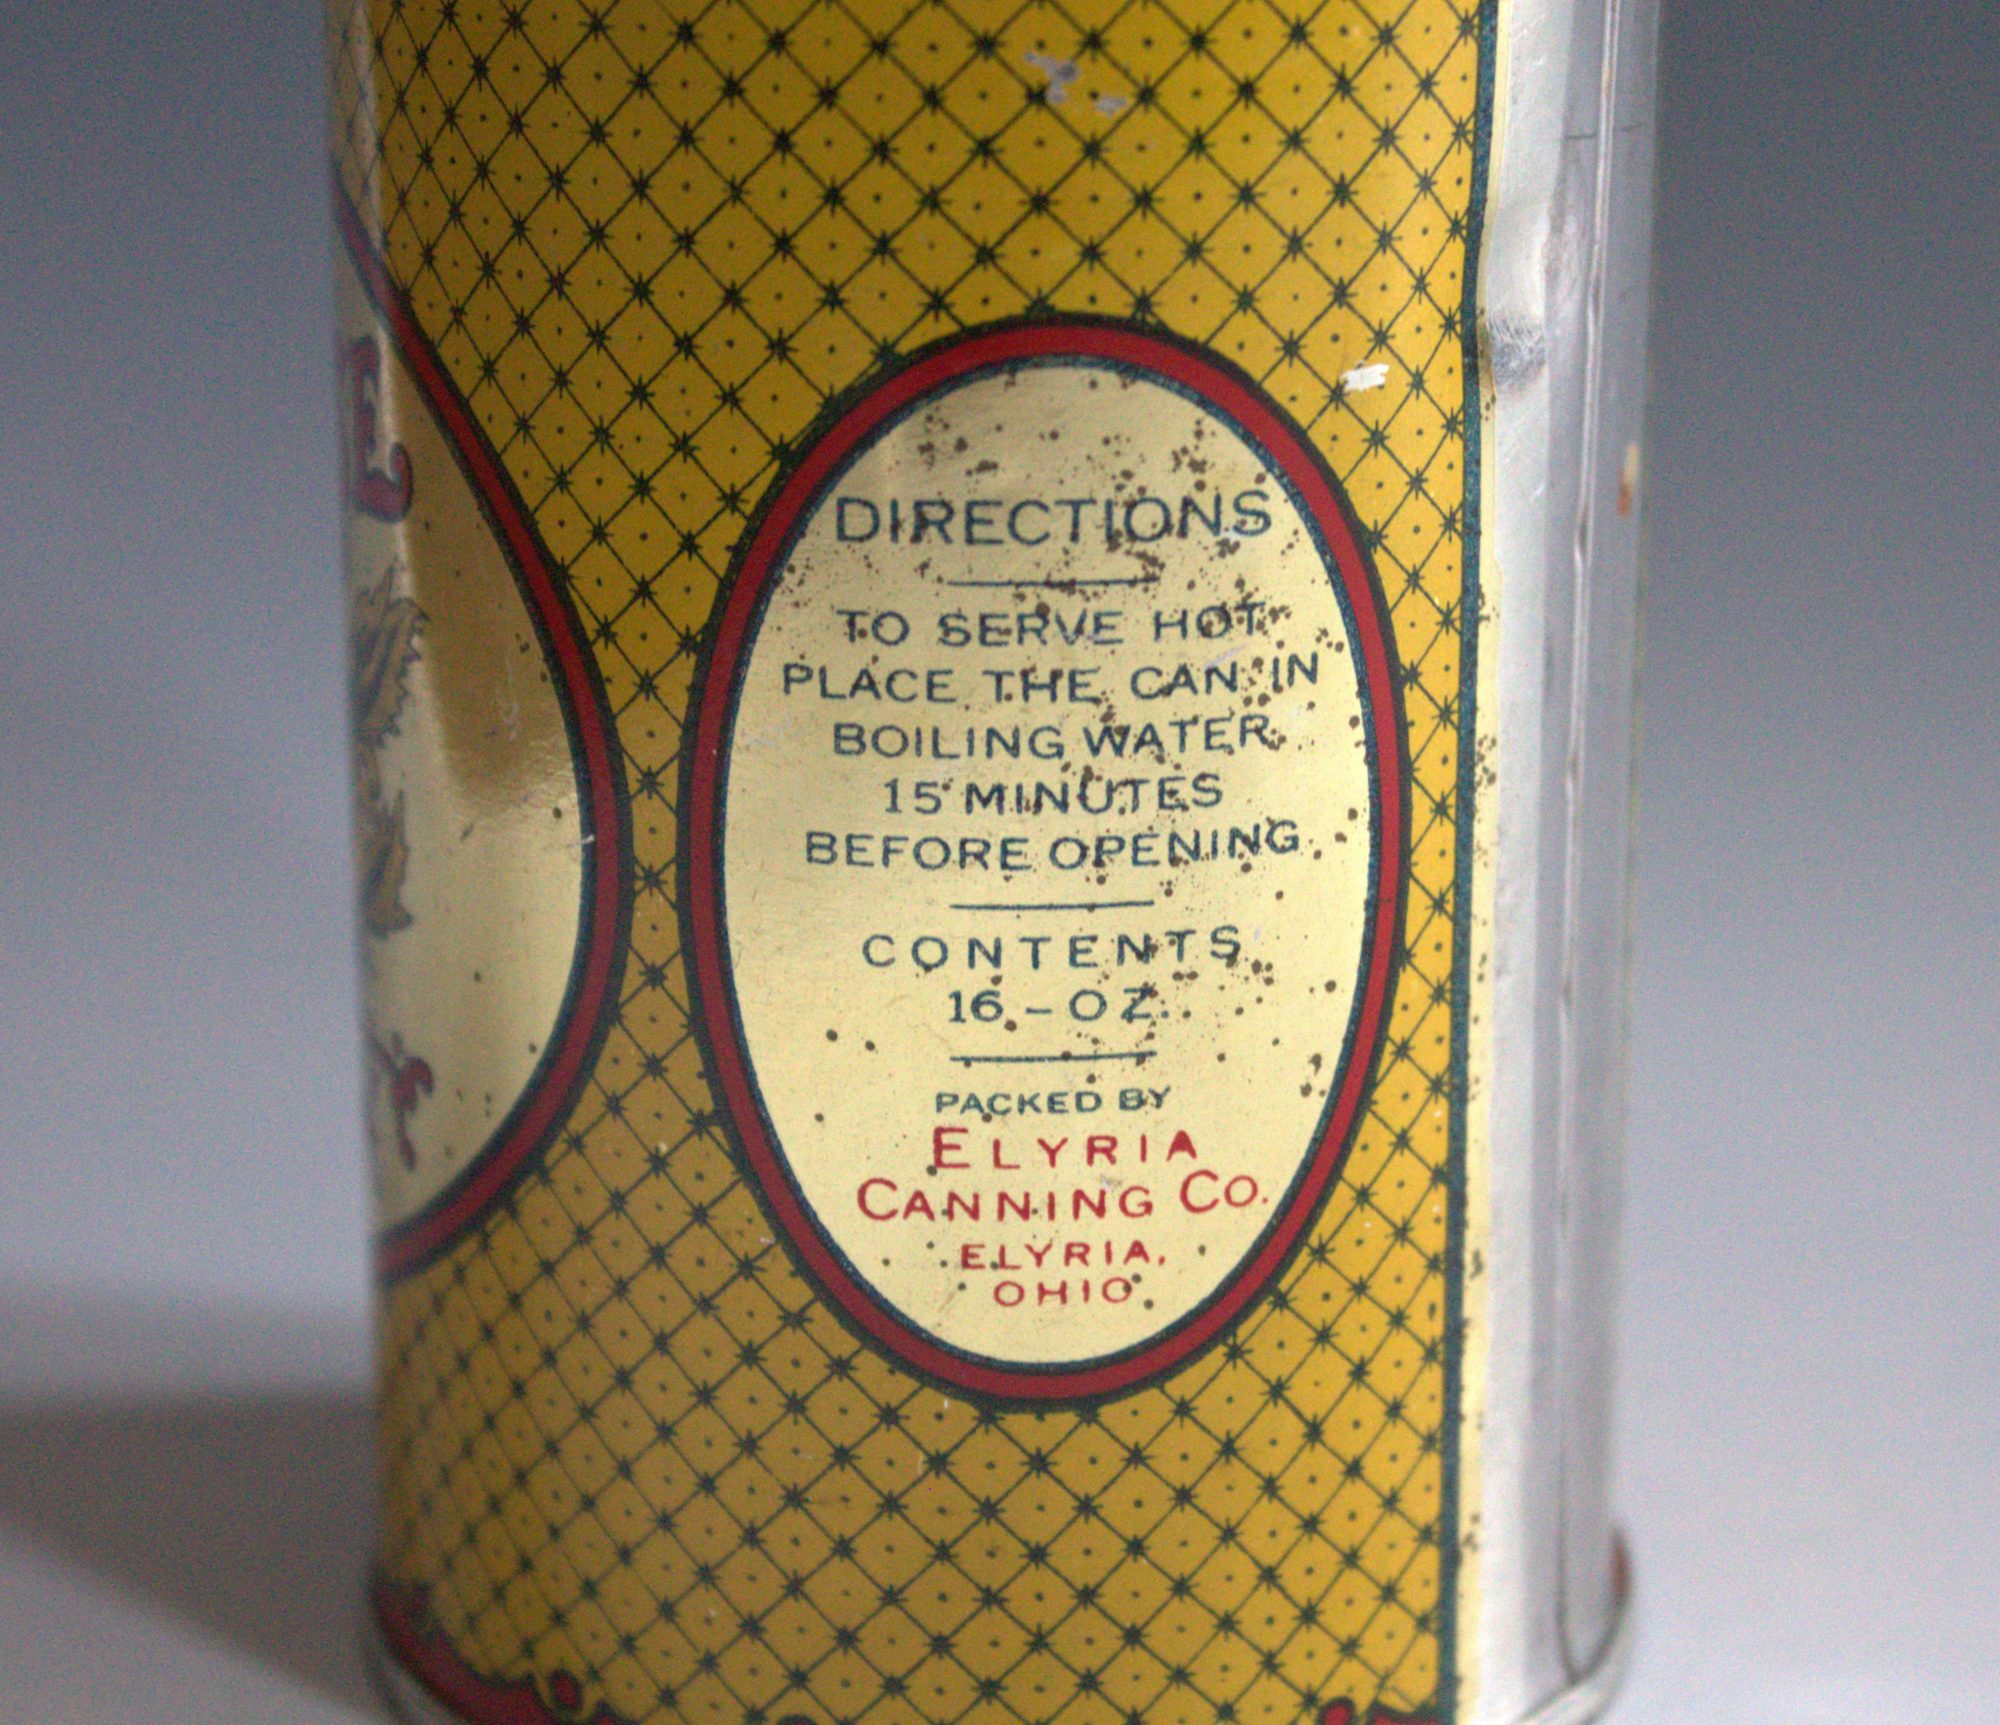 DIRECTIONS
TO SERVE HOT
PLACE THE CAN IN
BOILING WATER
15 MINUTES
BEFORE OPENING
CONTENTS
16-OZ.
PACKED BY
ELYRIA
CANNING CO.
ELYRIA,
OHIO